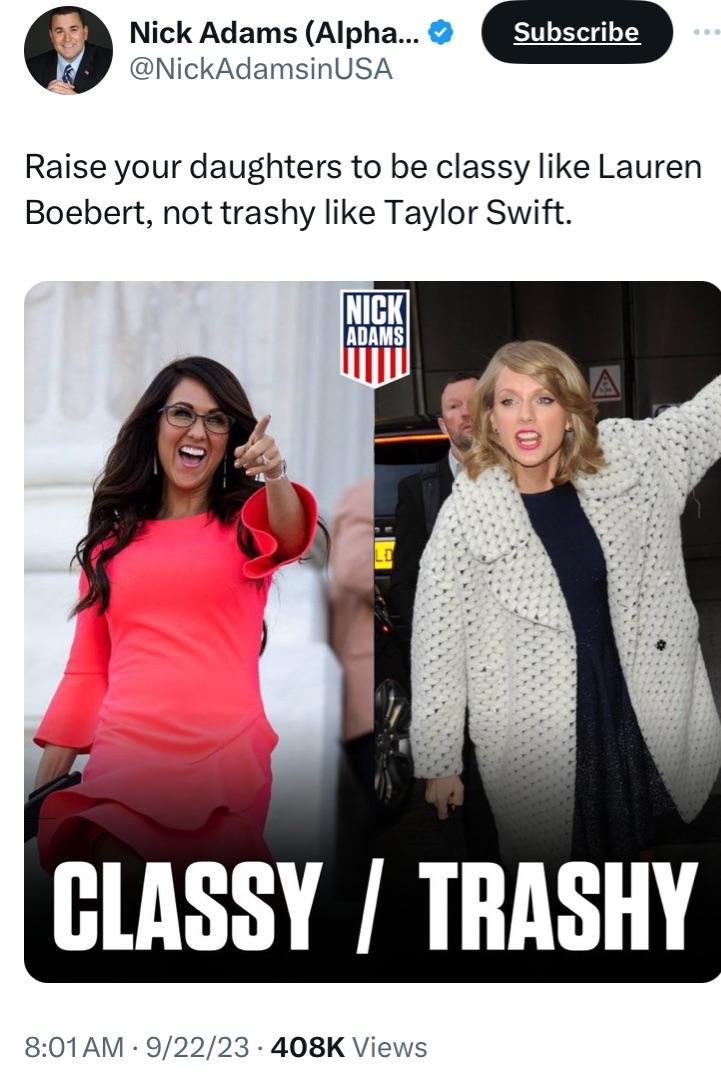 Nick Adams (Alpha...
Subscribe
@NickAdamsinUSA
Raise your daughters to be classy like Lauren
Boebert, not trashy like Taylor Swift.
NICK
ADAMS
LD
CLASSY / TRASHY
8:01 AM · 9/22/23 · 408K Views